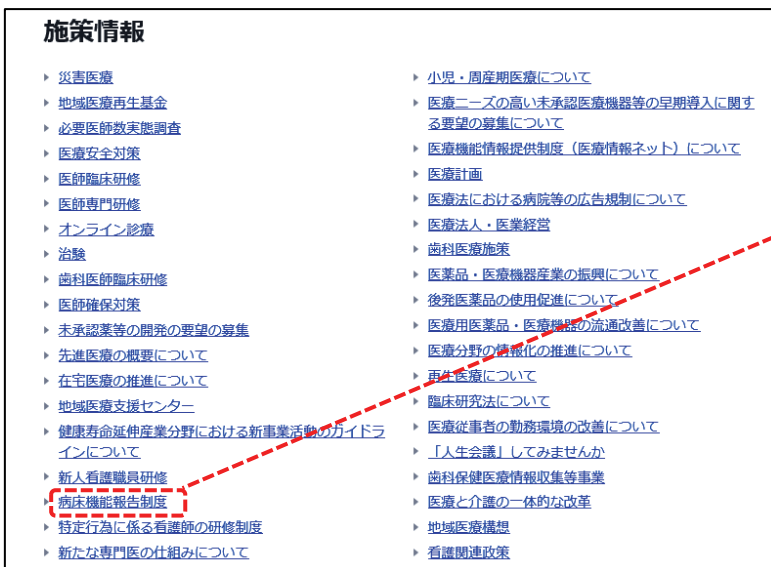 施策情報
災害医療
地域医療再生基金
必要医師数実態調査
医療安全対策
医師臨床研修
医師専門研修
オンライン診療
治験
歯科医師臨床研修
医師確保対策
未承認薬等の開発の要望の募集
先進医療の概要について
在宅医療の推進について
地域医療支援センター
健康寿命延伸産業分野における新事業活動のガイドラ
インについて
新人看護職員研修
病床機能報告制度
特定行為に係る看護師の研修制度
新たな専門医の仕組みについて
小児・周産期医療について
医療ニーズの高い未承認医療機器等の早期導入に関す
る要望の募集について
医療機能情報提供制度（医療情報ネット）について
医療計画
医療法における病院等の広告規制について
医療法人・医業経営
歯科医療施策
医薬品・医療機器産業の振興について
後発医薬品の使用促進について
医療用医薬品・医療機器の流通改善について
医療分野の情報化の推進について
再生医療について
臨床研究法について
医療従事者の勤務環境の改善について
「人生会議」してみませんか
歯科保健医療情報収集等事業
医療と介護の一体的な改革
地域医療構想
看護関連政策